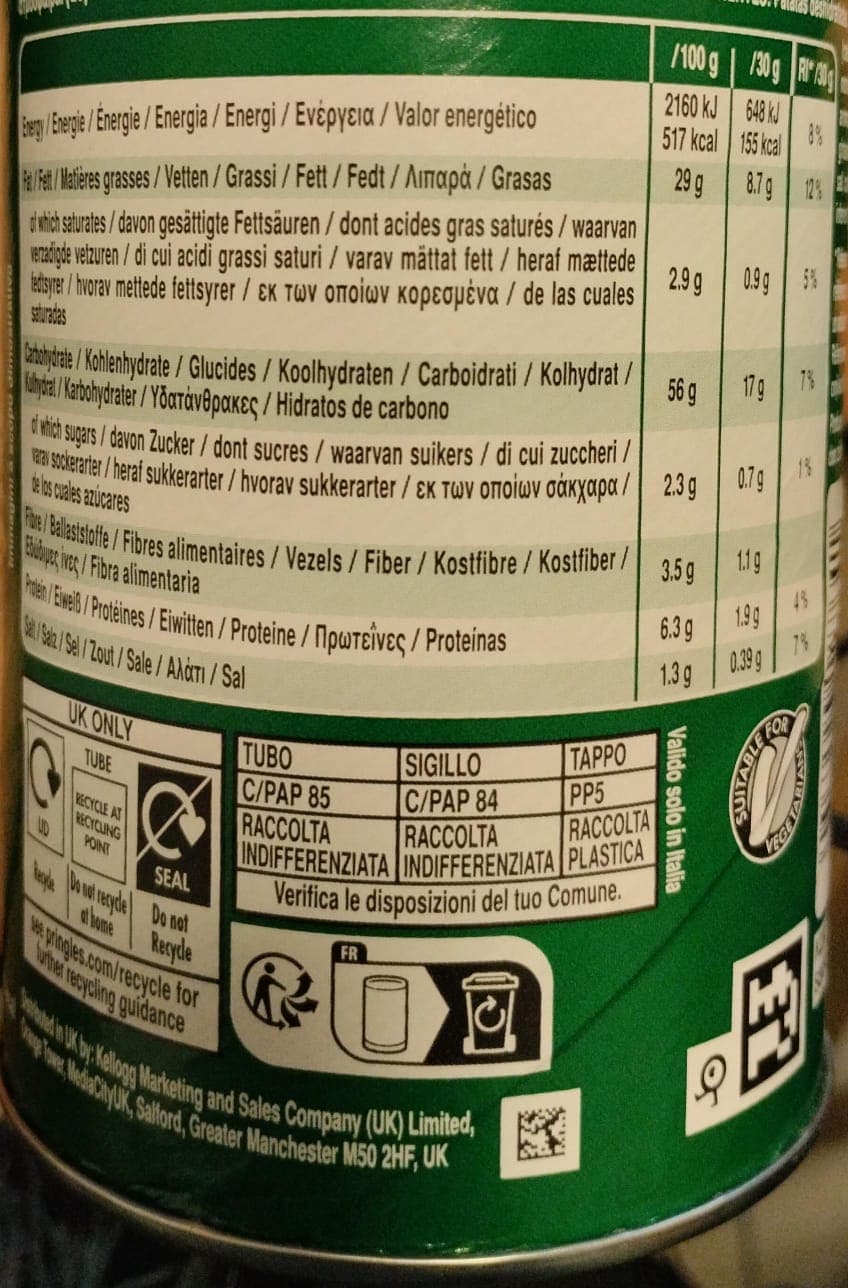 /100 g /30 g RI* /30 g
Energy / Energie / Énergie / Energia / Energi / Ενέργεια / Valor energético 2160 kJ 648 kJ 8%
517 kcal 155 kcal
Fat / Fett / Matières grasses / Vetten / Grassi / Fett / Fedt / Λιπαρά / Grasas 29 g 8.7 g 12%
of which saturates / davon gesättigte Fettsäuren / dont acides gras saturés / waarvan
verzadigde vetzuren / di cui acidi grassi saturi / varav mättat fett / heraf mættede
fedtsyrer / hvorav mettede fettsyrer / εκ των οποίων κορεσμένα / de las cuales 2.9 g 0.9 g 5%
saturadas
Carbohydrate / Kohlenhydrate / Glucides / Koolhydraten / Carboidrati / Kolhydrat /
Kulhydrat / Karbohydrater / Υδατάνθρακες / Hidratos de carbono 56 g 17 g 7%
of which sugars / davon Zucker / dont sucres / waarvan suikers / di cui zuccheri /
varav sockerarter / heraf sukkerarter / hvorav sukkerarter / εκ των οποίων σάκχαρα / 2.3 g 0.7 g 1%
de los cuales azúcares
Fibre / Ballaststoffe / Fibres alimentaires / Vezels / Fiber / Kostfibre / Kostfiber /
Εδώδιμες ίνες / Fibra alimentaria 3.5 g 1.1 g
Protein / Eiweiß / Protéines / Eiwitten / Proteine / Πρωτεΐνες / Proteínas 6.3 g 1.9 g 4%
Salt / Salz / Sel / Zout / Sale / Αλάτι / Sal 1.3 g 0.39 g 7%
UK ONLY
TUBE
RECYCLE AT
RECYCLING
POINT
LID
SEAL
Recycle
Do not recycle
at home
Do not
Recycle
see pringles.com/recycle for
further recycling guidance
TUBO SIGILLO TAPPO
C/PAP 85 C/PAP 84 PP5
RACCOLTA RACCOLTA RACCOLTA
INDIFFERENZIATA INDIFFERENZIATA PLASTICA
Verifica le disposizioni del tuo Comune.
Valido solo in Italia
SUITABLE FOR
VEGETARIANS
FR
Distributed in UK by: Kellogg Marketing and Sales Company (UK) Limited,
Orange Tower, MediaCityUK, Salford, Greater Manchester M50 2HF, UK